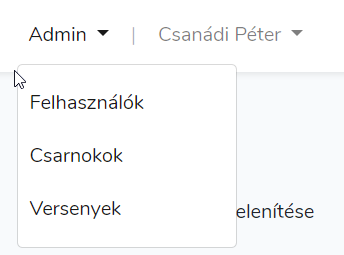 Admin | Csanádi Péter
Felhasználók
Csarnokok
Versenyek
elenítése